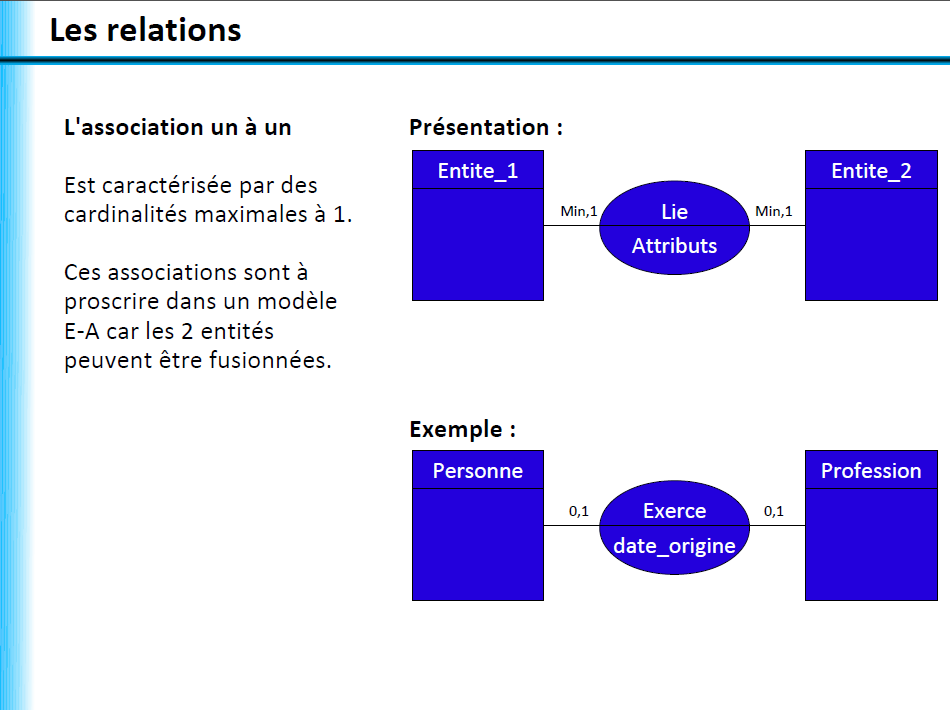 Les relations
L'association un à un
Est caractérisée par des
cardinalités maximales à 1.
Ces associations sont à
proscrire dans un modèle
E-A car les 2 entités
peuvent être fusionnées.
Présentation :
Entite_1
Min,1
Lie
Attributs
Min,1
Entite_2
Exemple :
Personne
0,1
Exerce
date_origine
0,1
Profession